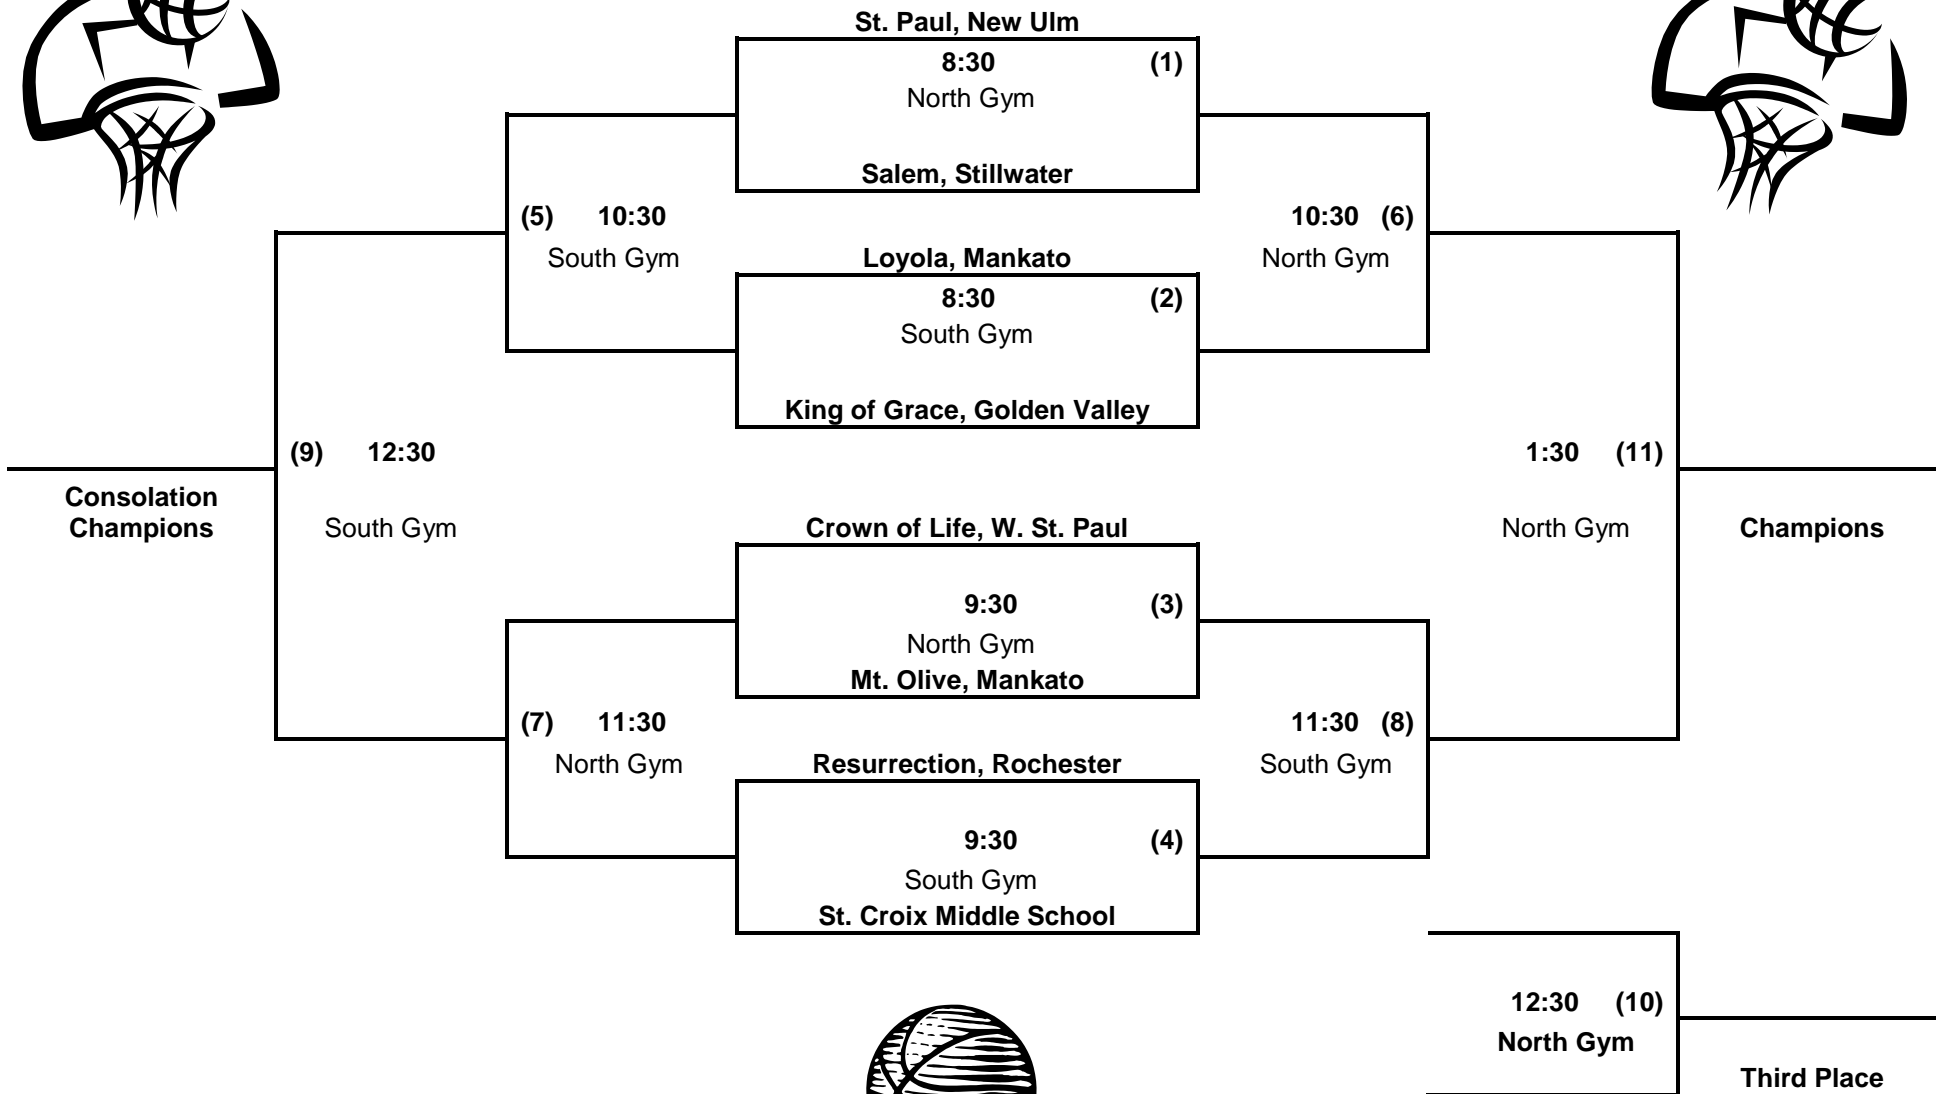 St. Paul, New Ulm
8:30 (1)
North Gym
Salem, Stillwater
(5) 10:30
South Gym
10:30 (6)
North Gym
Loyola, Mankato
8:30 (2)
South Gym
King of Grace, Golden Valley
(9) 12:30
South Gym
1:30 (11)
North Gym
Consolation
Champions
Champions
Crown of Life, W. St. Paul
9:30 (3)
North Gym
Mt. Olive, Mankato
(7) 11:30
North Gym
11:30 (8)
South Gym
Resurrection, Rochester
9:30 (4)
South Gym
St. Croix Middle School
12:30 (10)
North Gym
Third Place